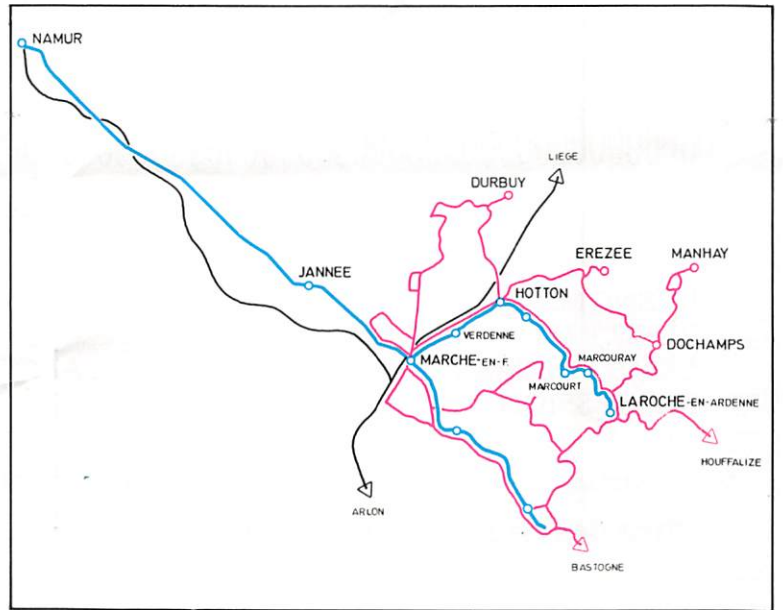 NAMUR
LIEGE
DURBUY
EREZEE
MANHAY
JANNEE
HOTTON
VERDENNE
DOCHAMPS
MARCHE-EN-F.
MARCOURAY
MARCOURT
LAROCHE-EN-ARDENNE
HOUFFALIZE
ARLON
BASTOGNE